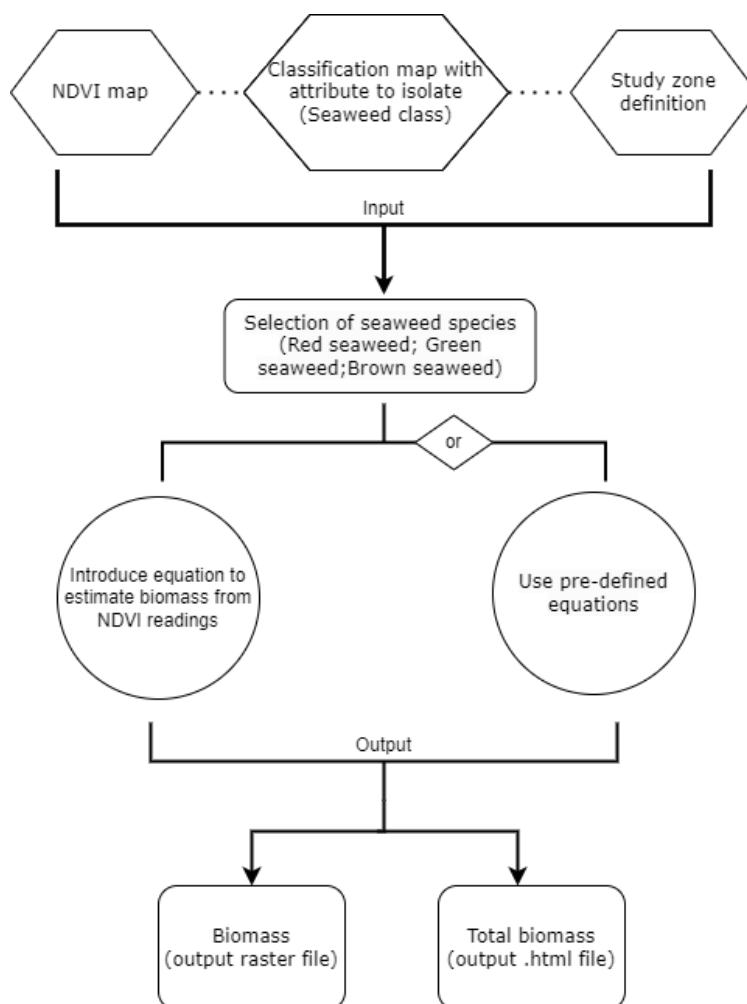 NDVI map
Classification map with
attribute to isolate
(Seaweed class)
Study zone
definition
Input
Selection of seaweed species
(Red seaweed; Green
seaweed;Brown seaweed)
or
Introduce equation to
estimate biomass from
NDVI readings
Use pre-defined
equations
Output
Biomass
(output raster file)
Total biomass
(output .html file)